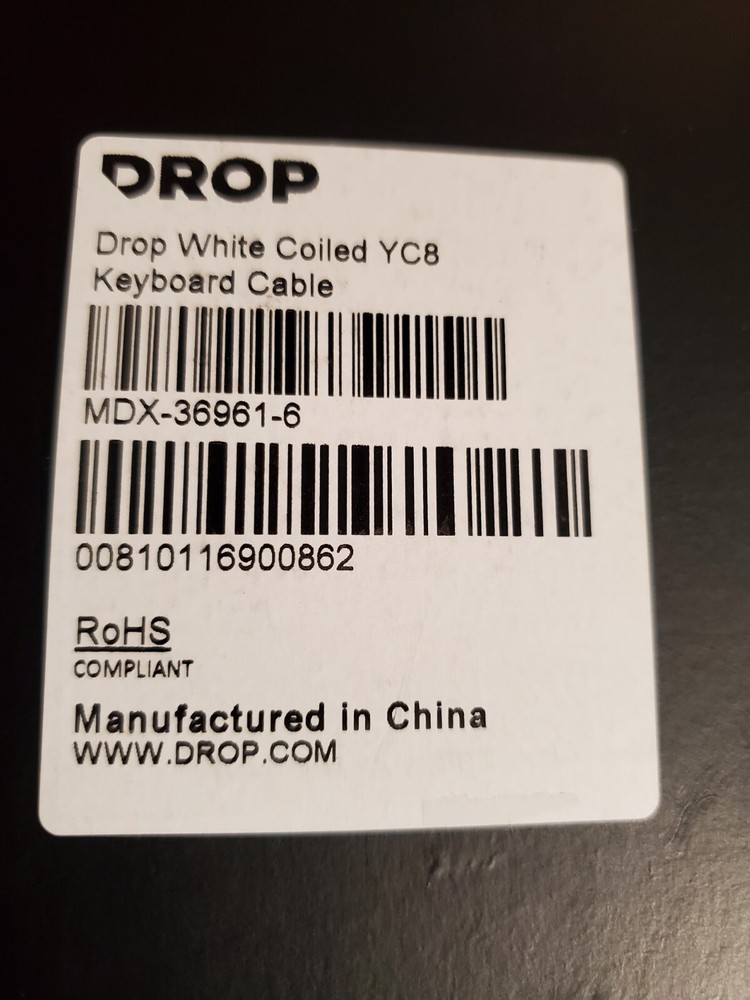 DROP
Drop White Coiled YC8
Keyboard Cable
MDX-36961-6
00810116900862
RoHS
COMPLIANT
Manufactured in China
WWW.DROP.COM